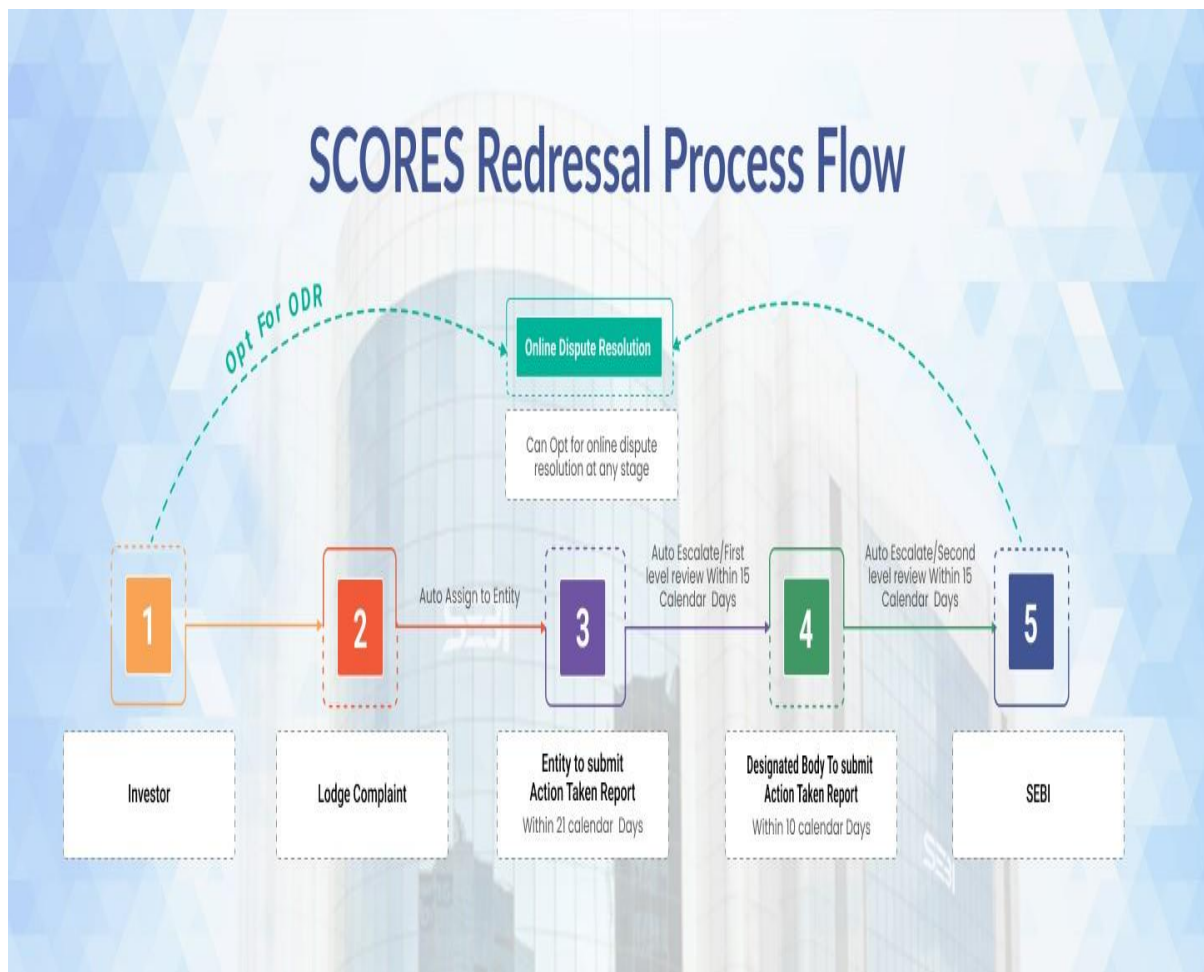 SCORES Redressal Process Flow
Opt For ODR
Online Dispute Resolution
Can Opt for online dispute
resolution at any stage
1
2
Auto Assign to Entity
3
Auto Escalate/First
level review Within 15
Calendar Days
4
Auto Escalate/Second
level review Within 15
Calendar Days
5
Investor
Lodge Complaint
Entity to submit
Action Taken Report
Within 21 calendar Days
Designated Body To submit
Action Taken Report
Within 10 calendar Days
SEBI
SEBI
SEBI